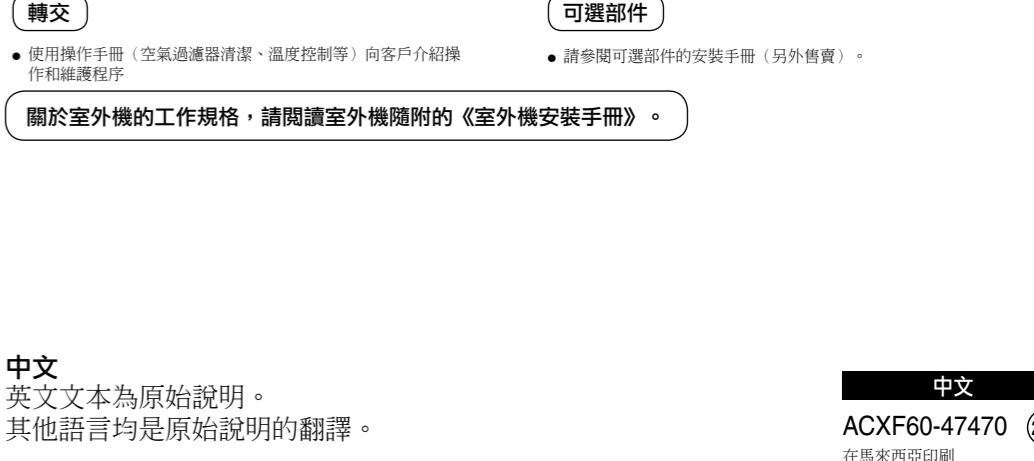 轉交
● 使用操作手冊（空氣過濾器清潔、溫度控制等）向客戶介紹操
作和維護程序
可選部件
● 請參閱可選部件的安裝手冊（另外售賣）。
關於室外機的工作規格，請閱讀室外機隨附的《室外機安裝手冊》。
中文
英文文本為原始說明。
其他語言均是原始說明的翻譯。
中文
ACXF60-47470
在馬來西亞印刷